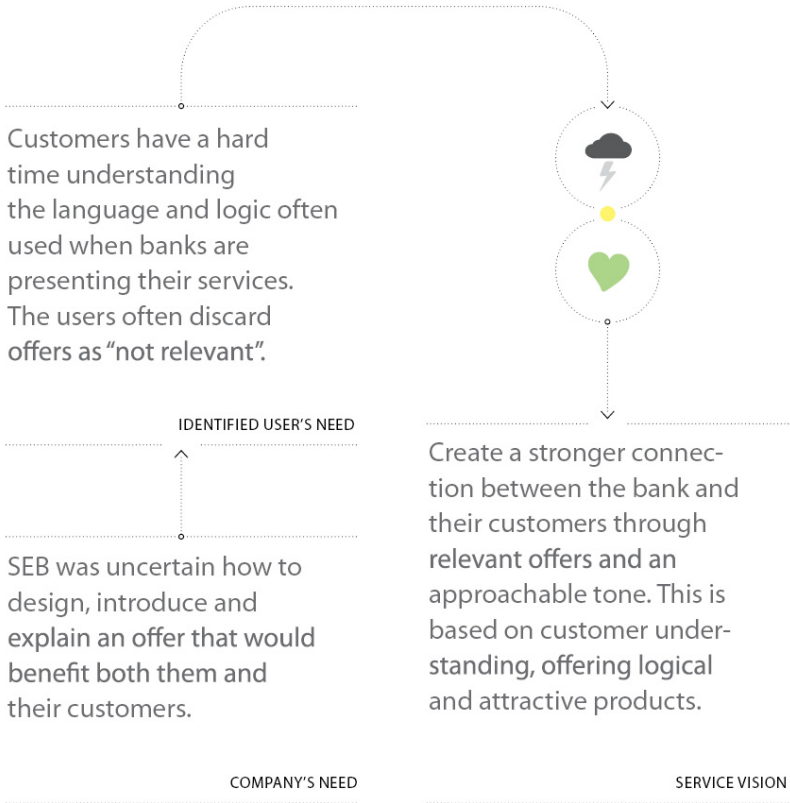 Customers have a hard
time understanding
the language and logic often
used when banks are
presenting their services.
The users often discard
offers as “not relevant”.
IDENTIFIED USER’S NEED
SEB was uncertain how to
design, introduce and
explain an offer that would
benefit both them and
their customers.
COMPANY’S NEED
Create a stronger connec-
tion between the bank and
their customers through
relevant offers and an
approachable tone. This is
based on customer under-
standing, offering logical
and attractive products.
SERVICE VISION